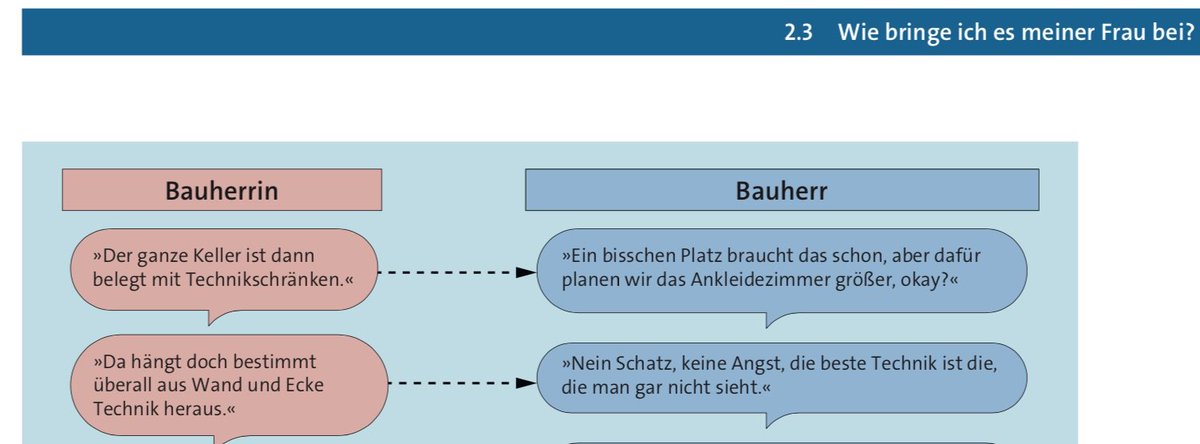 2.3 Wie bringe ich es meiner Frau bei?
Bauherrin
Bauherr
»Der ganze Keller ist dann
belegt mit Technikschränken.«
»Ein bisschen Platz braucht das schon, aber dafür
planen wir das Ankleidezimmer größer, okay?«
»Da hängt doch bestimmt
überall aus Wand und Ecke
Technik heraus.«
»Nein Schatz, keine Angst, die beste Technik ist die,
die man gar nicht sieht.«